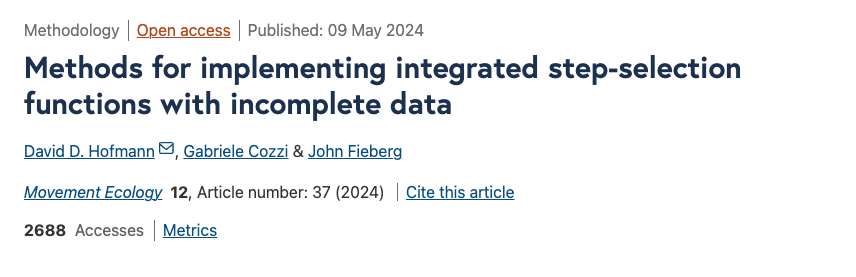 Methodology | Open access | Published: 09 May 2024
Methods for implementing integrated step-selection
functions with incomplete data
David D. Hofmann, Gabriele Cozzi & John Fieberg
Movement Ecology 12, Article number: 37 (2024) | Cite this article
2688 Accesses | Metrics